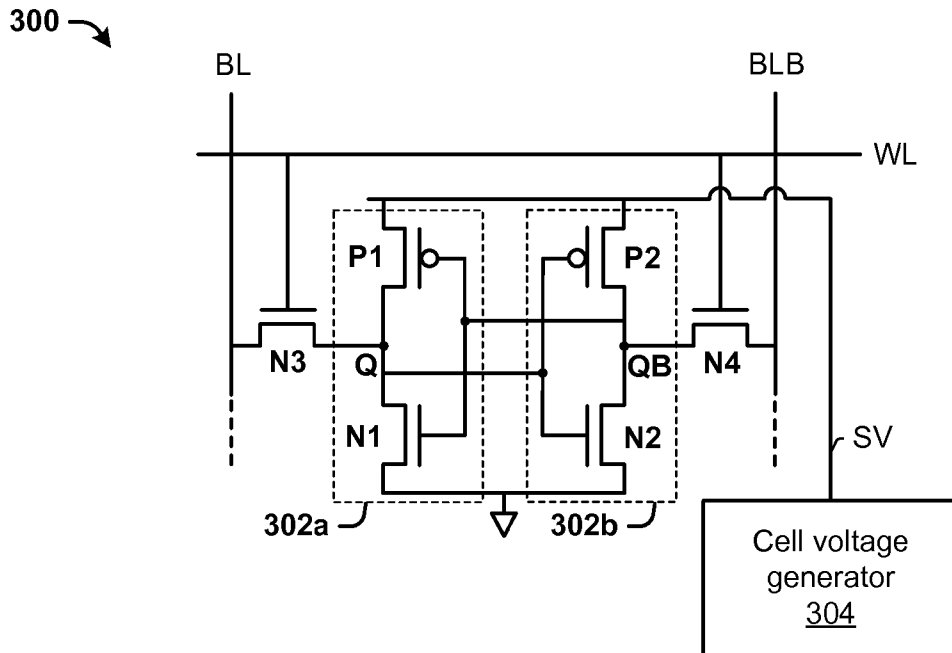 300
BL
BLB
WL
P1
P2
N3
Q
QB
N4
N1
N2
SV
302a
302b
Cell voltage
generator
304